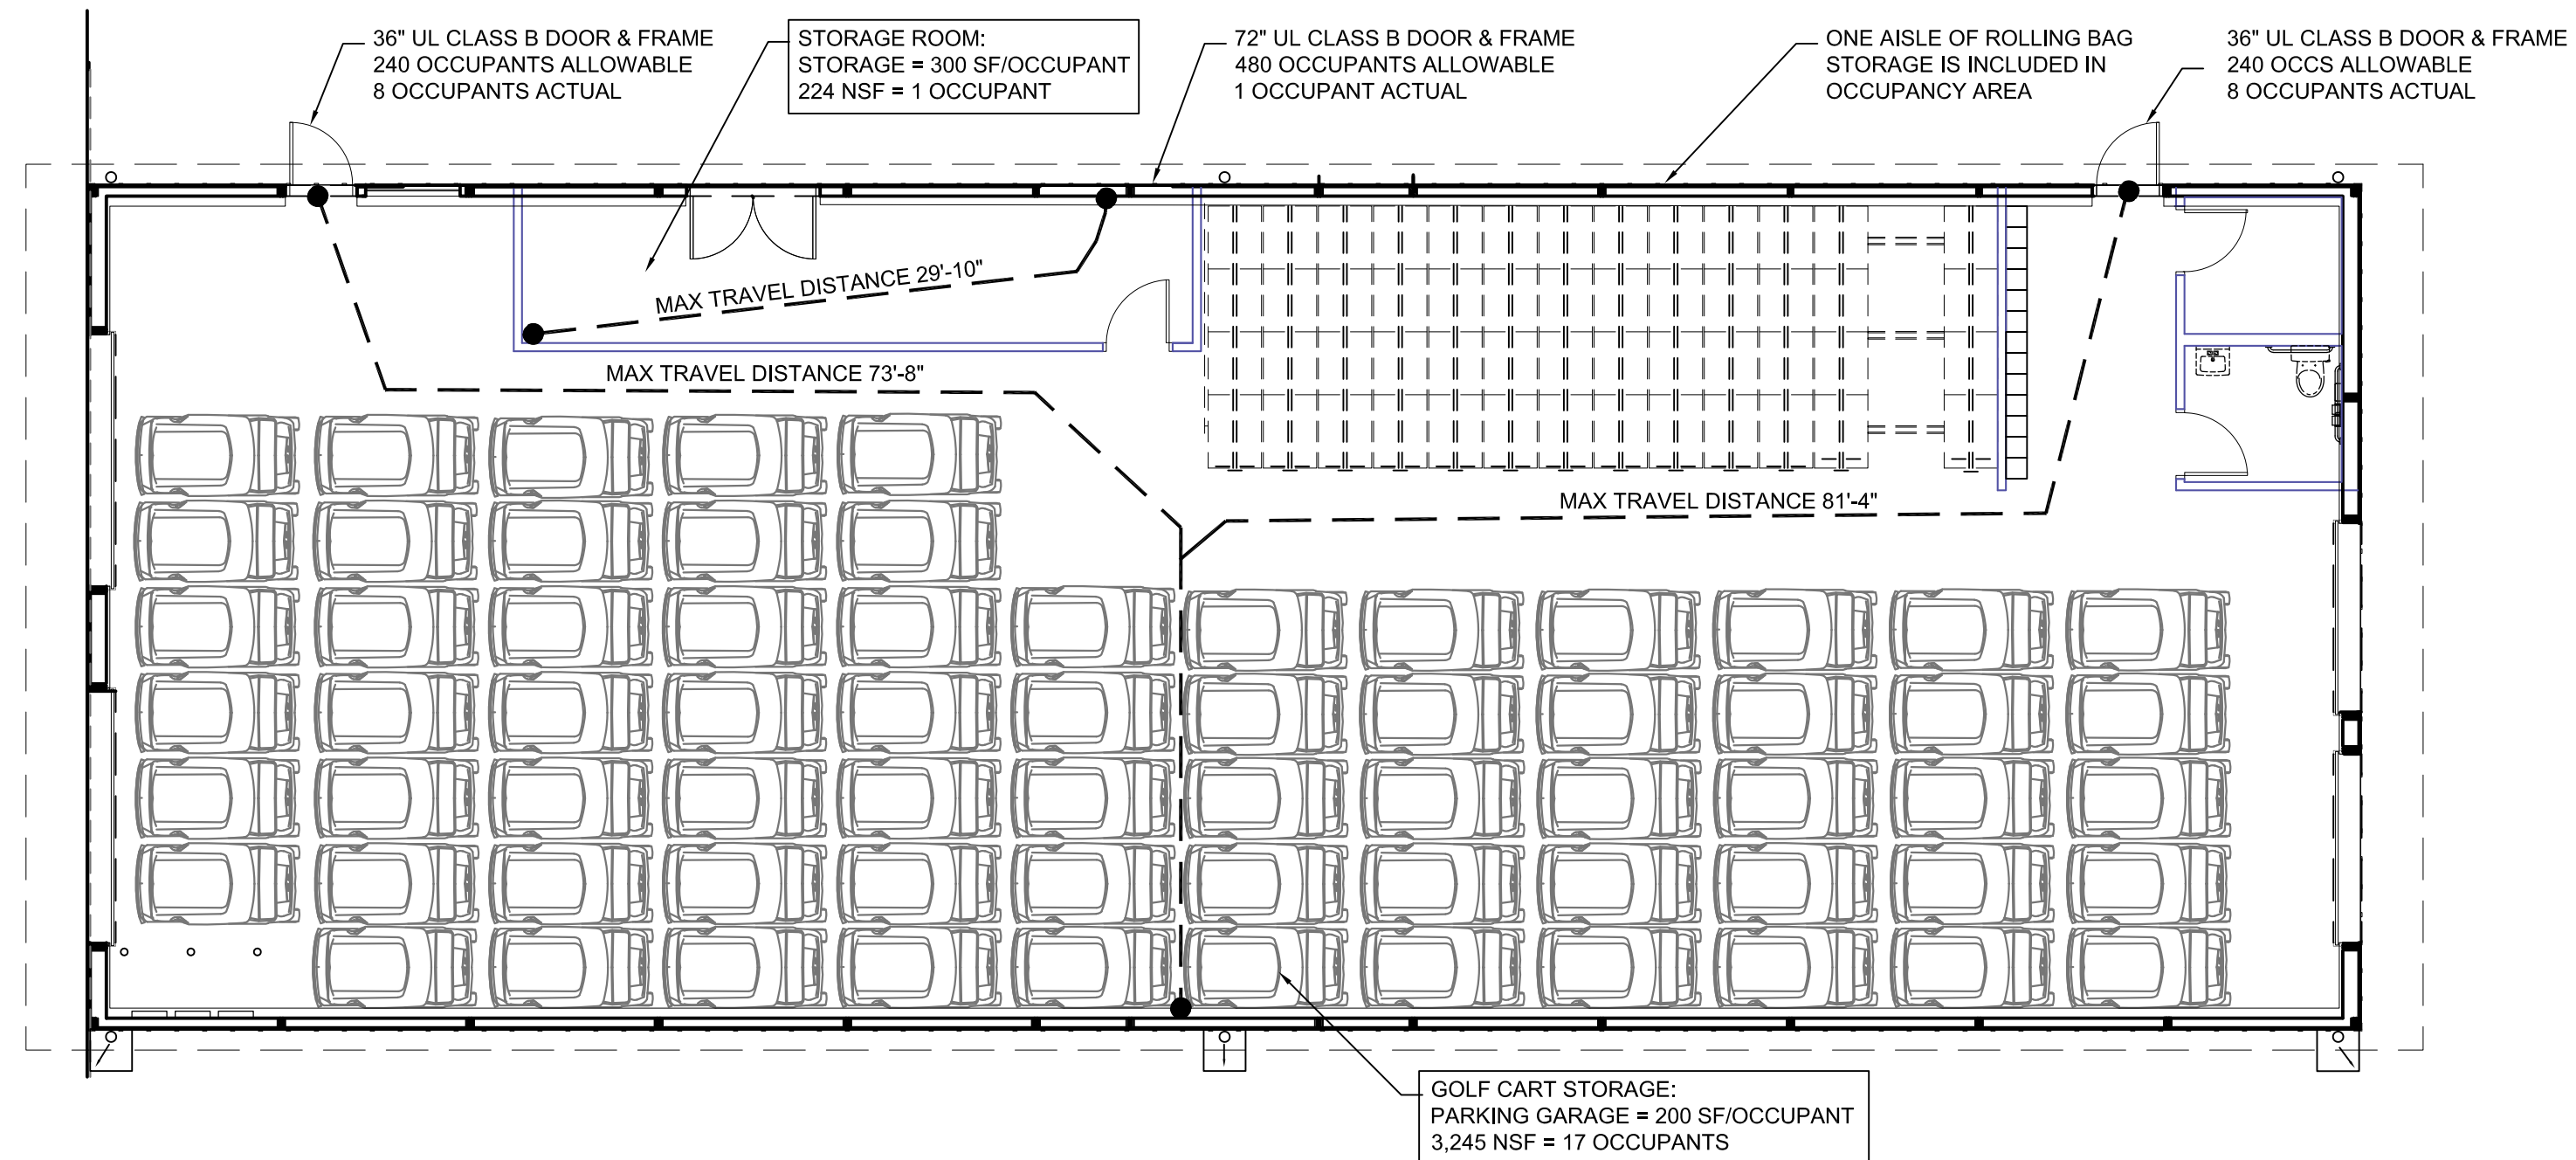 36" UL CLASS B DOOR & FRAME
240 OCCUPANTS ALLOWABLE
8 OCCUPANTS ACTUAL
STORAGE ROOM:
STORAGE = 300 SF/OCCUPANT
224 NSF = 1 OCCUPANT
72" UL CLASS B DOOR & FRAME
480 OCCUPANTS ALLOWABLE
1 OCCUPANT ACTUAL
ONE AISLE OF ROLLING BAG
STORAGE IS INCLUDED IN
OCCUPANCY AREA
36" UL CLASS B DOOR & FRAME
240 OCCS ALLOWABLE
8 OCCUPANTS ACTUAL
MAX TRAVEL DISTANCE 29'-10"
MAX TRAVEL DISTANCE 73'-8"
MAX TRAVEL DISTANCE 81'-4"
GOLF CART STORAGE:
PARKING GARAGE = 200 SF/OCCUPANT
3,245 NSF = 17 OCCUPANTS